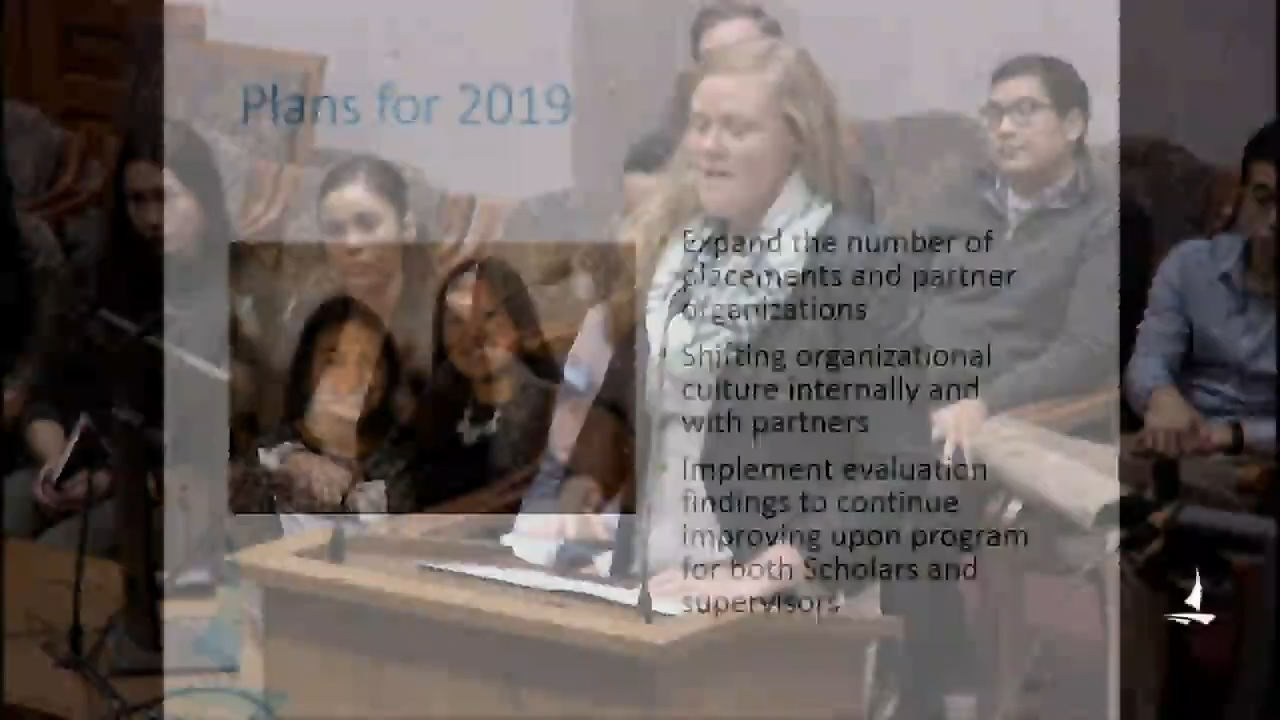 Plans for 2019
Expand the number of
placements and partner
organizations
Shifting organizational
culture internally and
with partners
Implement evaluation
findings to continue
improving upon program
for both Scholars and
supervisors